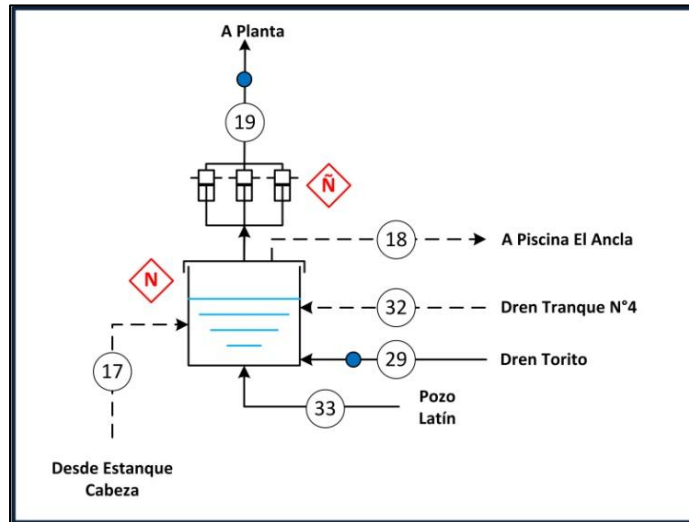 A Planta
19
Ñ
18
A Piscina El Ancla
N
32
Dren Tranque N°4
17
29
Dren Torito
33
Pozo
Latín
Desde Estanque
Cabeza